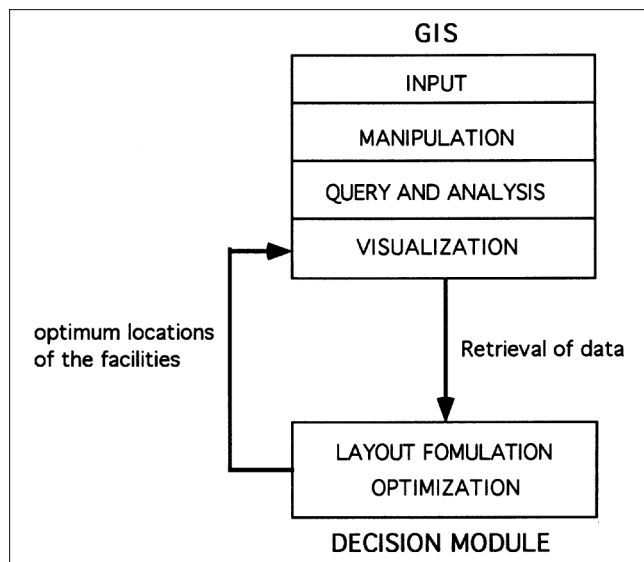 GIS
INPUT
MANIPULATION
QUERY AND ANALYSIS
VISUALIZATION
optimum locations
of the facilities
Retrieval of data
LAYOUT FOMULATION
OPTIMIZATION
DECISION MODULE